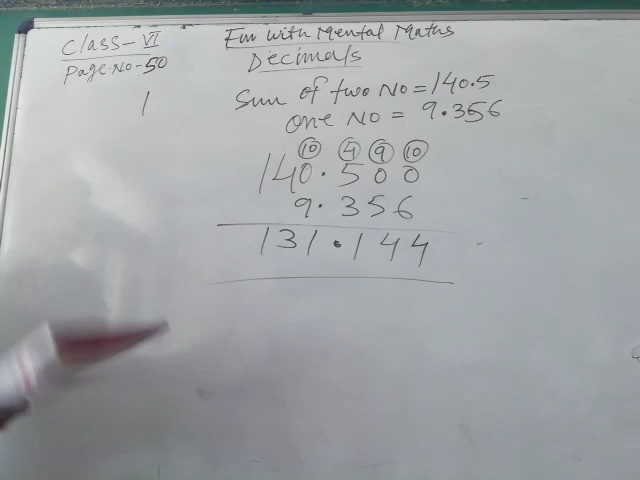 Class-VI
Page.No-50
Fun with Mental Maths
Decimals
1
Sum of two No = 140.5
one No = 9.356
10 4 9 10
140.500
9.356
131.144